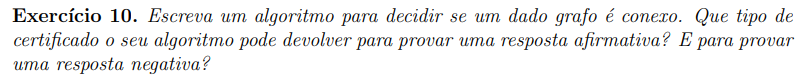 Exercício 10. Escreva um algoritmo para decidir se um dado grafo é conexo. Que tipo de
certificado o seu algoritmo pode devolver para provar uma resposta afirmativa? E para provar
uma resposta negativa?